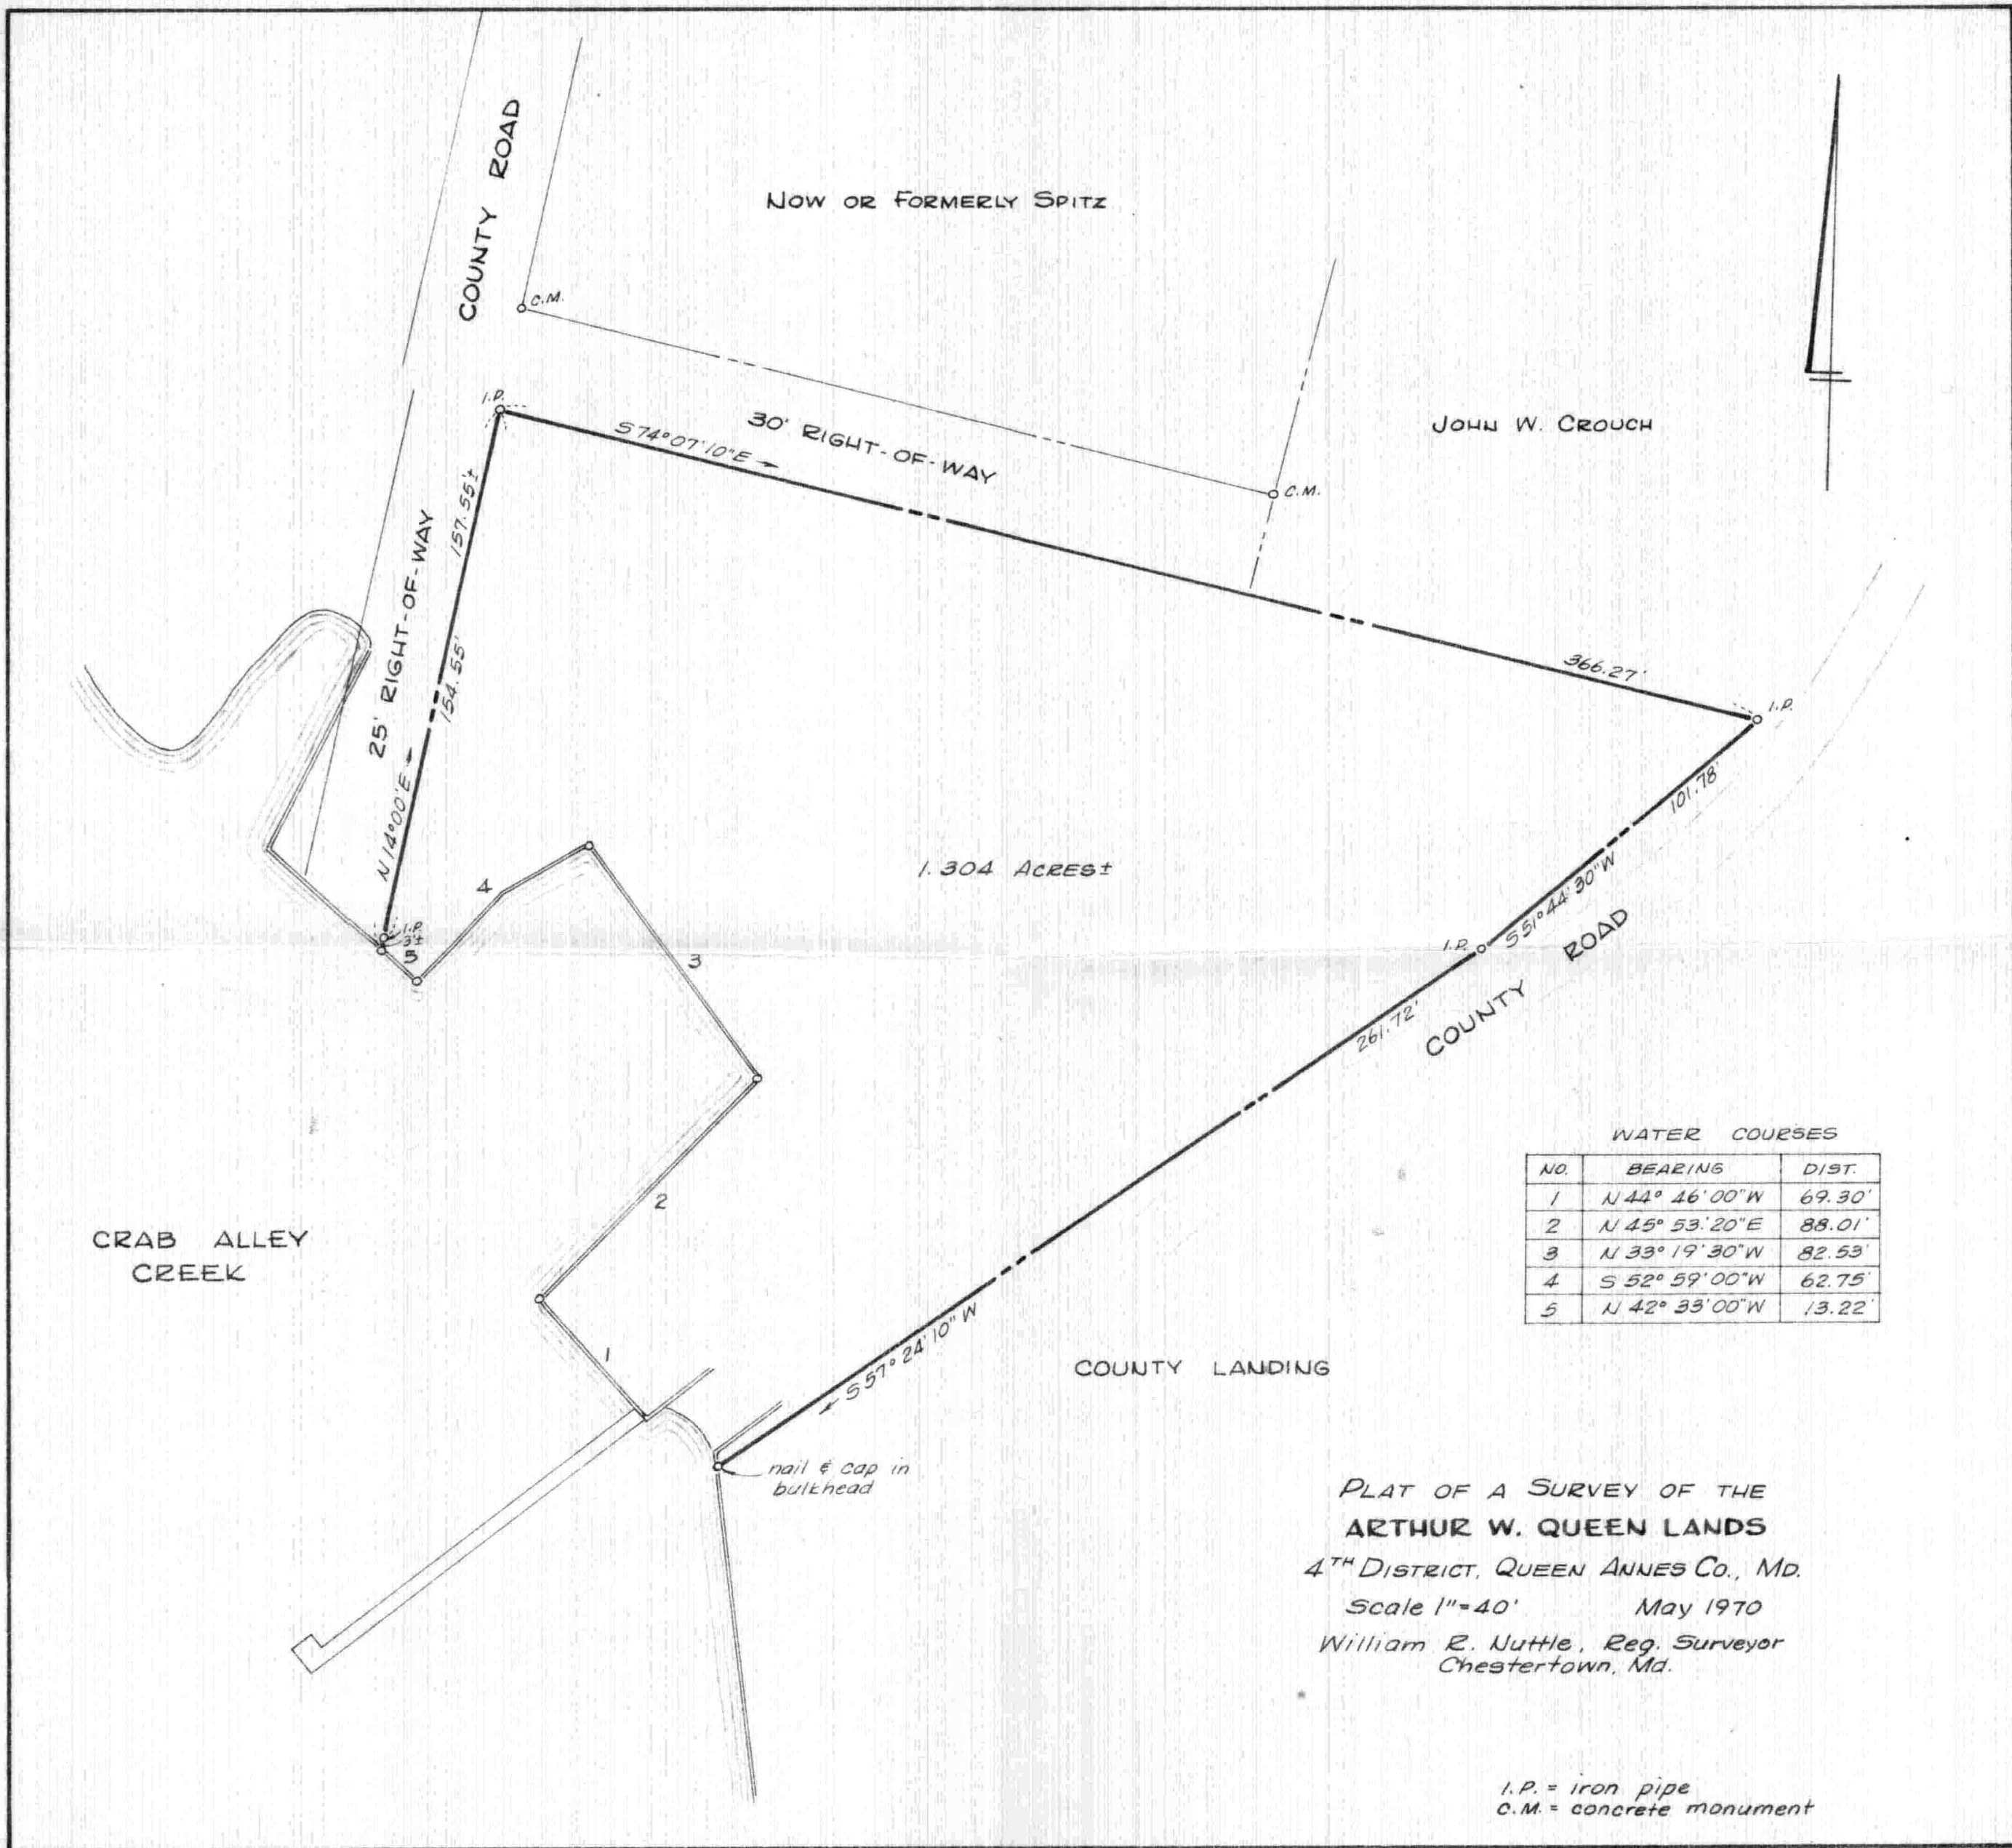 COUNTY ROAD
NOW OR FORMERLY SPITZ
C.M.
I.P.
S 74° 07' 10" E
30' RIGHT-OF-WAY
JOHN W. CROUCH
C.M.
157.55'±
154.55'
N 14° 00' E
25' RIGHT-OF-WAY
366.27'
I.P.
101.78'
S 51° 44' 30" W
1.304 ACRES±
I.P.
3'±
5
4
3
I.P.
COUNTY ROAD
261.72'
2
CRAB ALLEY
CREEK
1
S 57° 24' 10" W
COUNTY LANDING
nail & cap in
bulkhead
WATER COURSES
NO. BEARING DIST.
1 N 44° 46' 00" W 69.30'
2 N 45° 53' 20" E 88.01'
3 N 33° 19' 30" W 82.53'
4 S 52° 59' 00" W 62.75'
5 N 42° 33' 00" W 13.22'
PLAT OF A SURVEY OF THE
ARTHUR W. QUEEN LANDS
4TH DISTRICT, QUEEN ANNES CO., MD.
Scale 1"=40' May 1970
William R. Nuttle, Reg. Surveyor
Chestertown, Md.
I.P. = iron pipe
C.M. = concrete monument